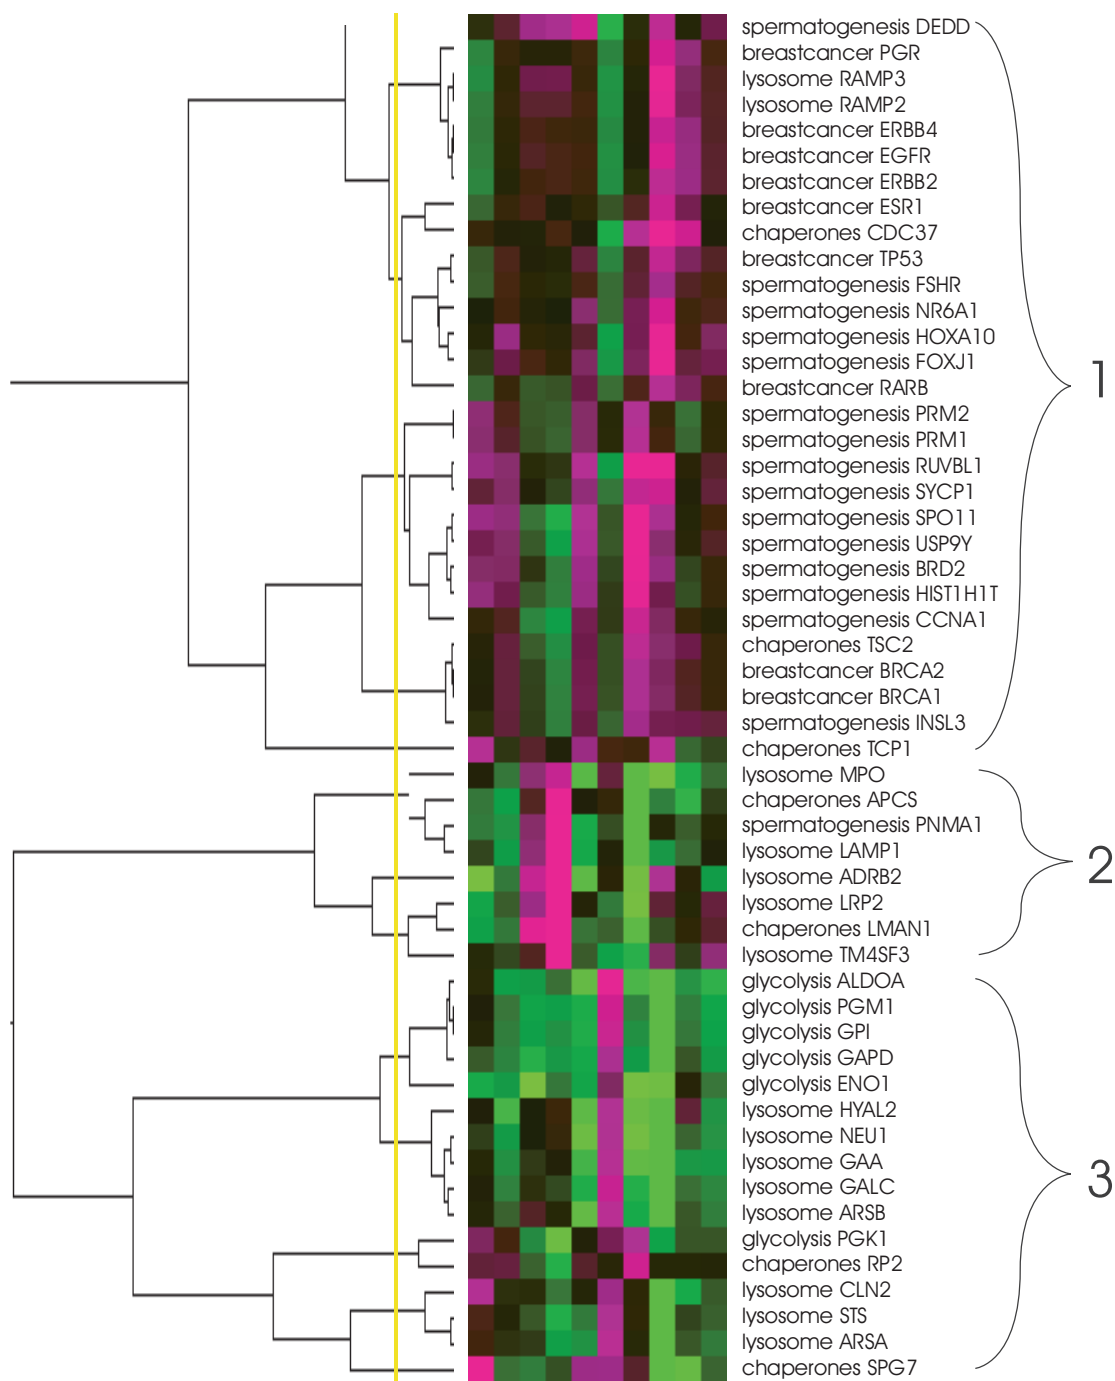 spermatogenesis DEDD
breastcancer PGR
lysosome RAMP3
lysosome RAMP2
breastcancer ERBB4
breastcancer EGFR
breastcancer ERBB2
breastcancer ESR1
chaperones CDC37
breastcancer TP53
spermatogenesis FSHR
spermatogenesis NR6A1
spermatogenesis HOXA10
spermatogenesis FOXJ1
breastcancer RARB
spermatogenesis PRM2
spermatogenesis PRM1
spermatogenesis RUVBL1
spermatogenesis SYCP1
spermatogenesis SPO11
spermatogenesis USP9Y
spermatogenesis BRD2
spermatogenesis HIST1H1T
spermatogenesis CCNA1
chaperones TSC2
breastcancer BRCA2
breastcancer BRCA1
spermatogenesis INSL3
chaperones TCP1
1
lysosome MPO
chaperones APCS
spermatogenesis PNMA1
lysosome LAMP1
lysosome ADRB2
lysosome LRP2
chaperones LMAN1
lysosome TM4SF3
2
glycolysis ALDOA
glycolysis PGM1
glycolysis GPI
glycolysis GAPD
glycolysis ENO1
lysosome HYAL2
lysosome NEU1
lysosome GAA
lysosome GALC
lysosome ARSB
glycolysis PGK1
chaperones RP2
lysosome CLN2
lysosome STS
lysosome ARSA
chaperones SPG7
3